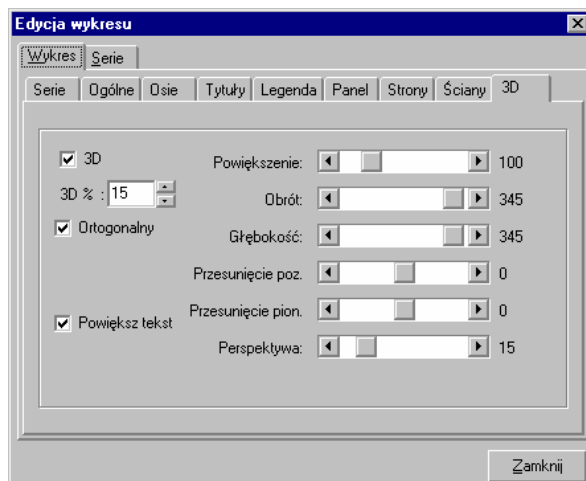 Edycja wykresu
Wykres Serie
Serie Ogólne Osie Tytuły Legenda Panel Strony Ściany 3D
3D Powiększenie: 100
3D % : 15 Obrót: 345
Ortogonalny Głębokość: 345
Przesunięcie poz. 0
Powiększ tekst Przesunięcie pion. 0
Perspektywa: 15
Zamknij